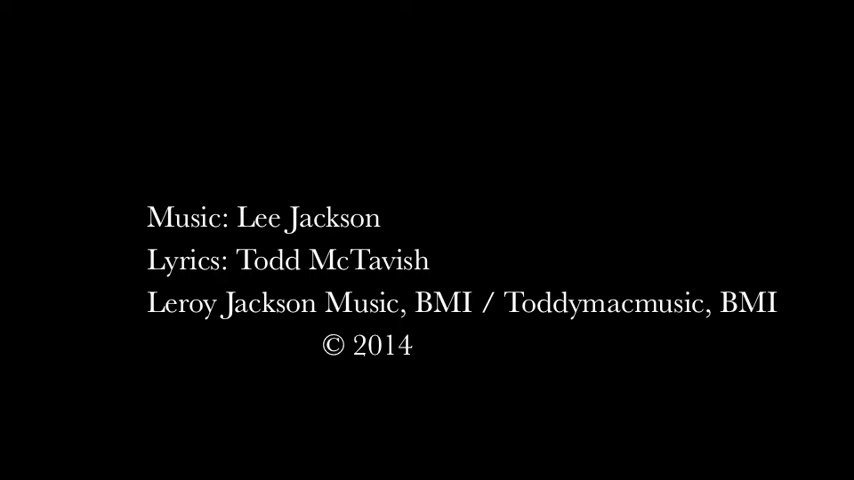 Music: Lee Jackson
Lyrics: Todd McTavish
Leroy Jackson Music, BMI / Toddymacmusic, BMI
© 2014